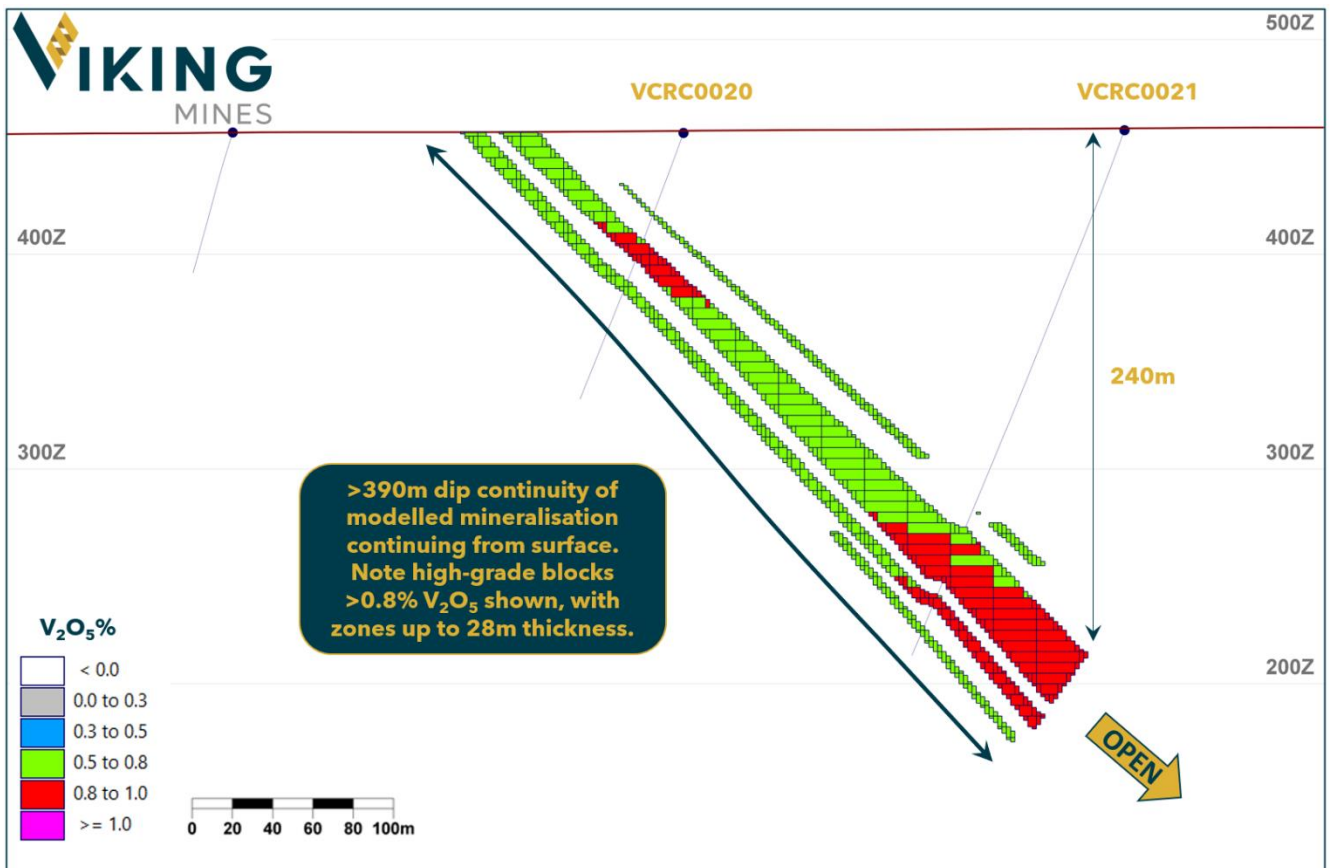 VIKING
MINES
500Z
VCRC0020
VCRC0021
400Z
400Z
240m
300Z
300Z
>390m dip continuity of
modelled mineralisation
continuing from surface.
Note high-grade blocks
>0.8% V₂O₅ shown, with
zones up to 28m thickness.
200Z
V₂O₅%
< 0.0
0.0 to 0.3
0.3 to 0.5
0.5 to 0.8
0.8 to 1.0
>= 1.0
OPEN
0 20 40 60 80 100m